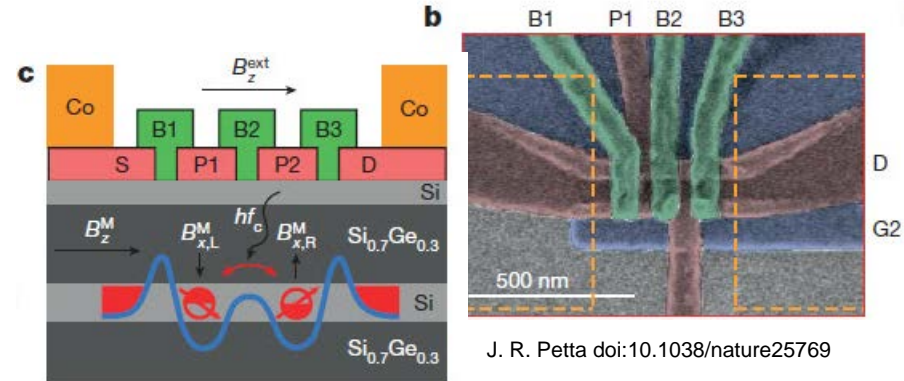 b
B1 P1 B2 B3
D
G2
500 nm
c
B_z^ext
Co Co
B1 B2 B3
S P1 P2 D
Si
hf_c
B_z^M B_x,L^M B_x,R^M Si_0.7Ge_0.3
Si
Si_0.7Ge_0.3
J. R. Petta doi:10.1038/nature25769